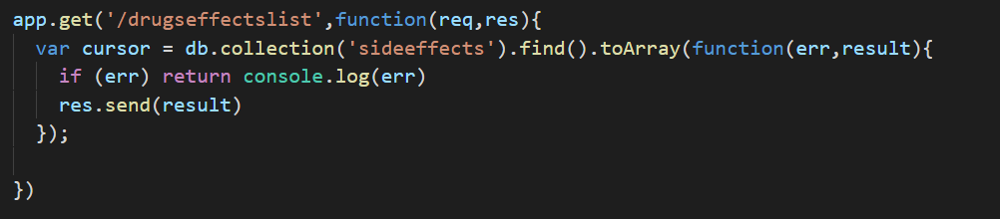 app.get('/drugseffectslist',function(req,res){
  var cursor = db.collection('sideeffects').find().toArray(function(err,result){
    if (err) return console.log(err)
    res.send(result)
  });
})